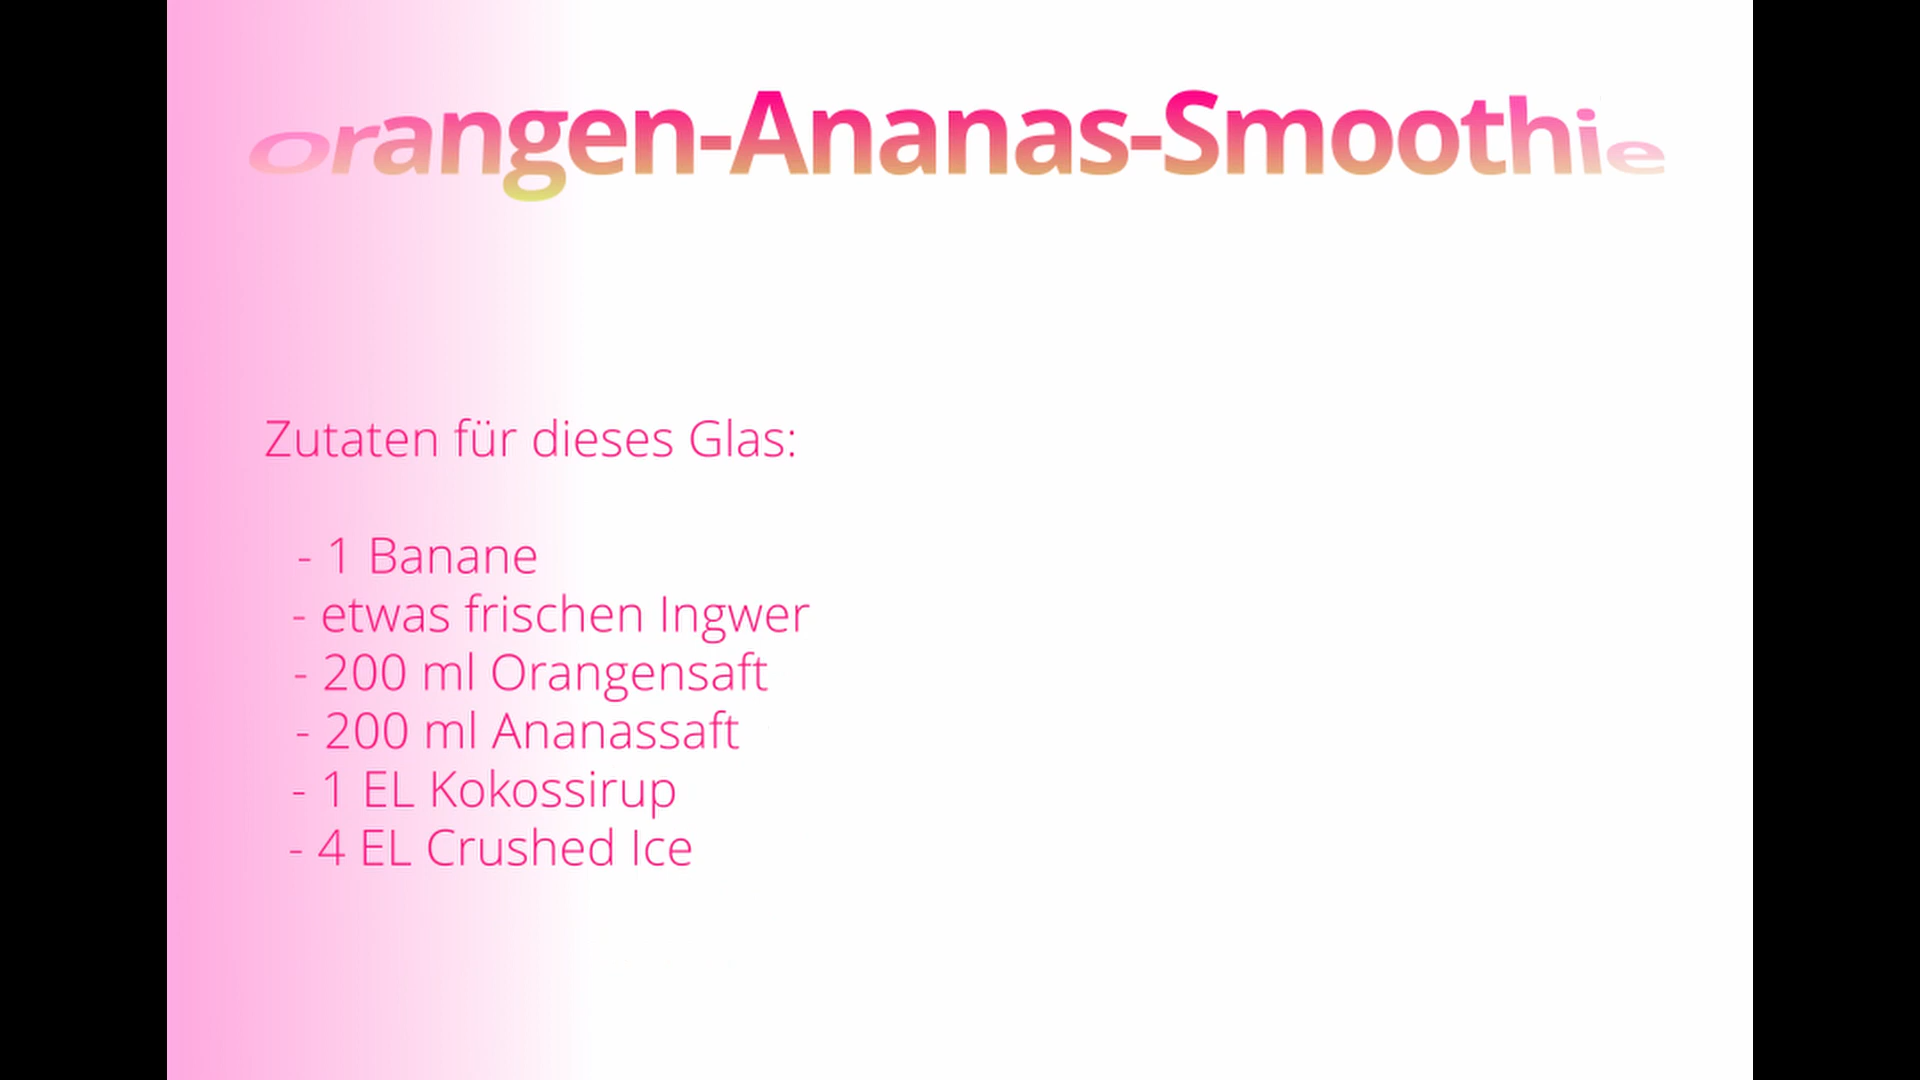 Orangen-Ananas-Smoothie
Zutaten für dieses Glas:
- 1 Banane
- etwas frischen Ingwer
- 200 ml Orangensaft
- 200 ml Ananassaft
- 1 EL Kokossirup
- 4 EL Crushed Ice